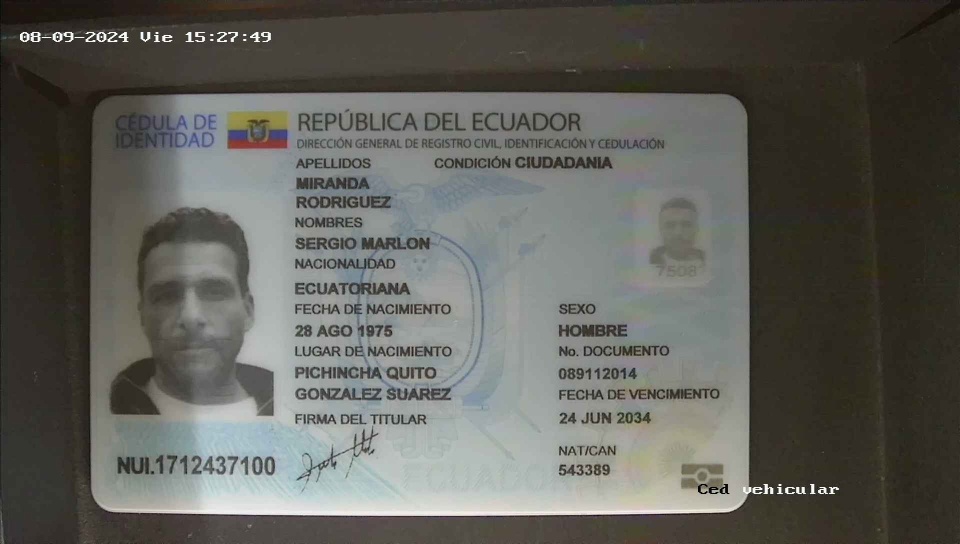 08-09-2024 Vie 15:27:49
CÉDULA DE
IDENTIDAD
REPÚBLICA DEL ECUADOR
DIRECCIÓN GENERAL DE REGISTRO CIVIL, IDENTIFICACIÓN Y CEDULACIÓN
APELLIDOS
CONDICIÓN CIUDADANIA
MIRANDA
RODRIGUEZ
NOMBRES
SERGIO MARLON
NACIONALIDAD
ECUATORIANA
FECHA DE NACIMIENTO
28 AGO 1975
LUGAR DE NACIMIENTO
PICHINCHA QUITO
GONZALEZ SUAREZ
FIRMA DEL TITULAR
7508
SEXO
HOMBRE
No. DOCUMENTO
089112014
FECHA DE VENCIMIENTO
24 JUN 2034
NAT/CAN
543389
NUI.1712437100
ECUADOR
Ced vehicular